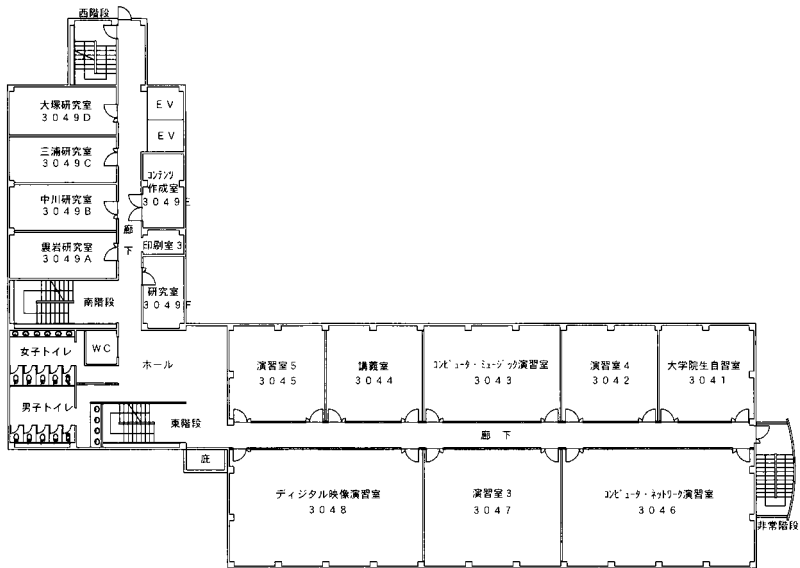 西階段
大塚研究室
3049D
EV
EV
三浦研究室
3049C
コンテンツ
作成室
3049E
中川研究室
3049B
廊
下
印刷室3
岩研究室
3049A
研究室
3049F
南階段
女子トイレ
WC
ホール
男子トイレ
東階段
庇
演習室5
3045
講義室
3044
コンピュータ・ミュージック演習室
3043
演習室4
3042
大学院生自習室
3041
廊 下
ディジタル映像演習室
3048
演習室3
3047
コンピュータ・ネットワーク演習室
3046
非常階段